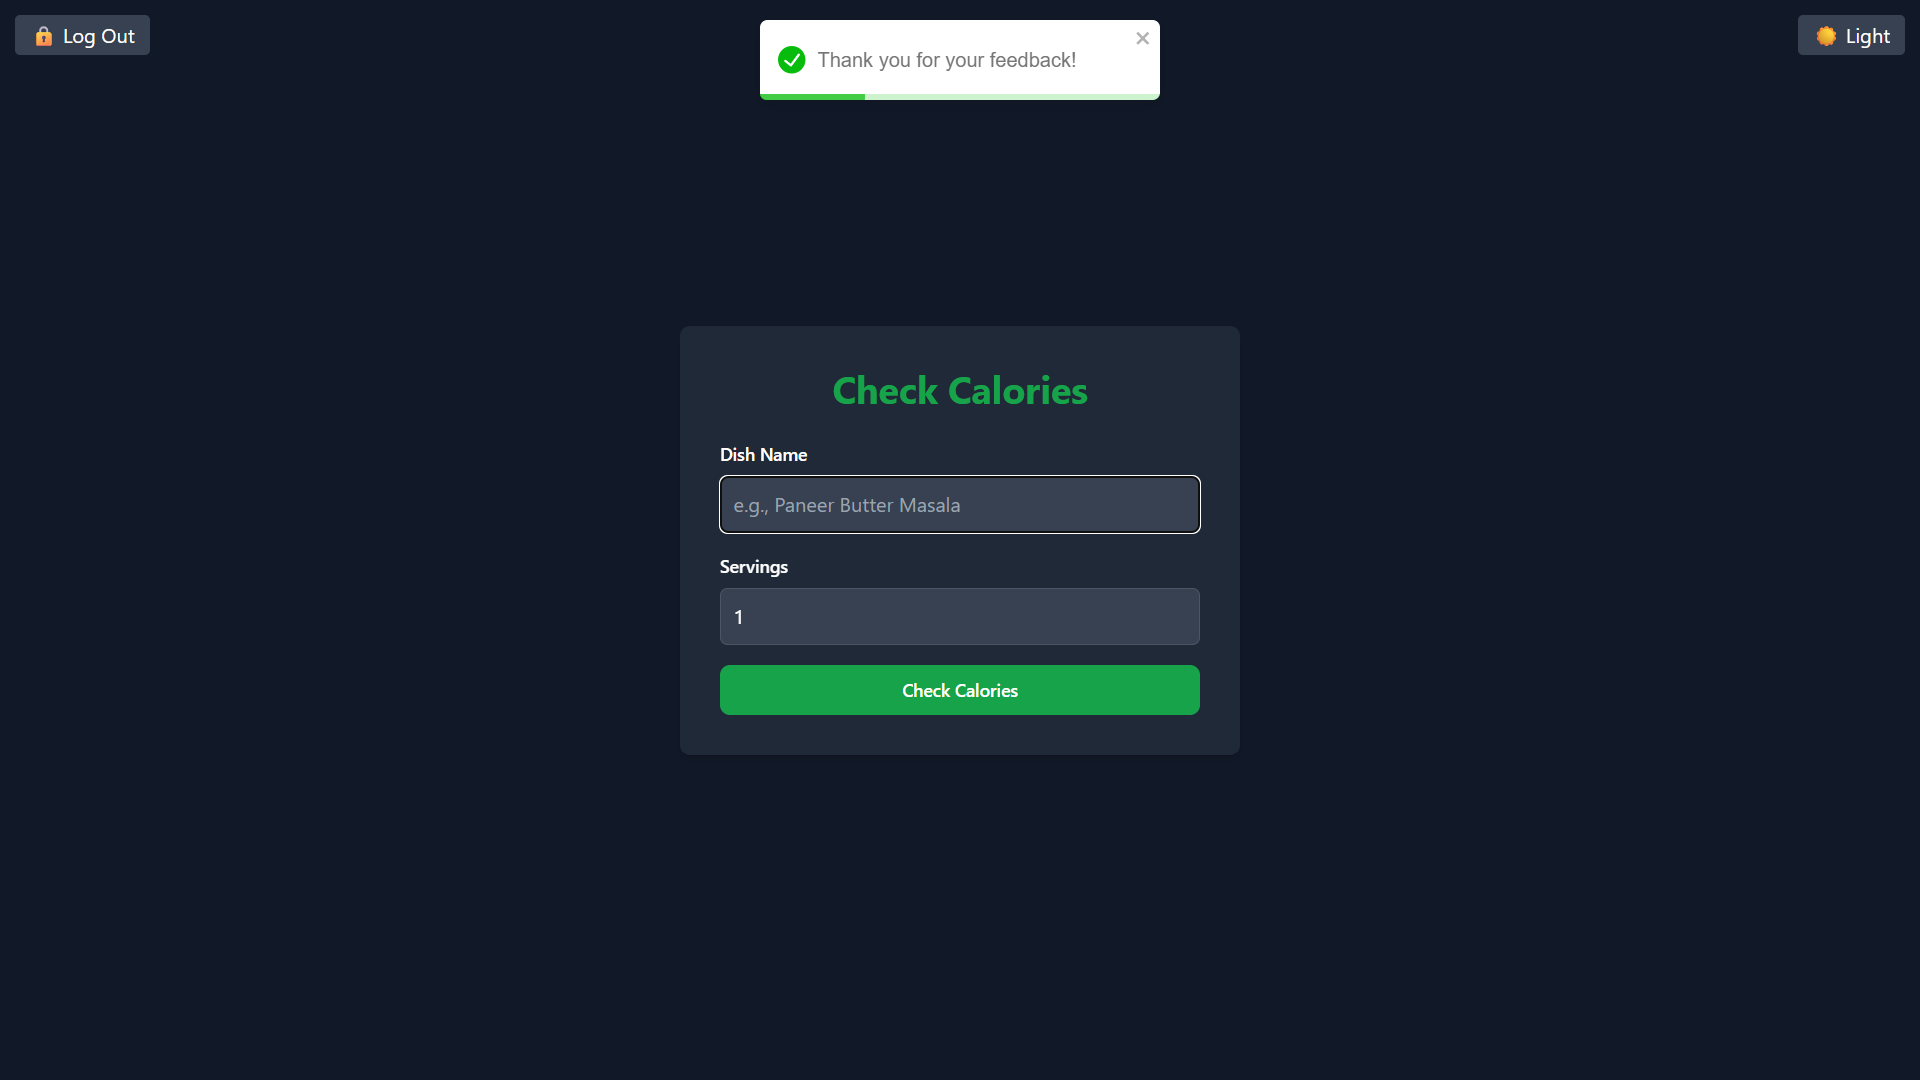 Log Out
Thank you for your feedback!
Light
Check Calories
Dish Name
e.g., Paneer Butter Masala
Servings
1
Check Calories